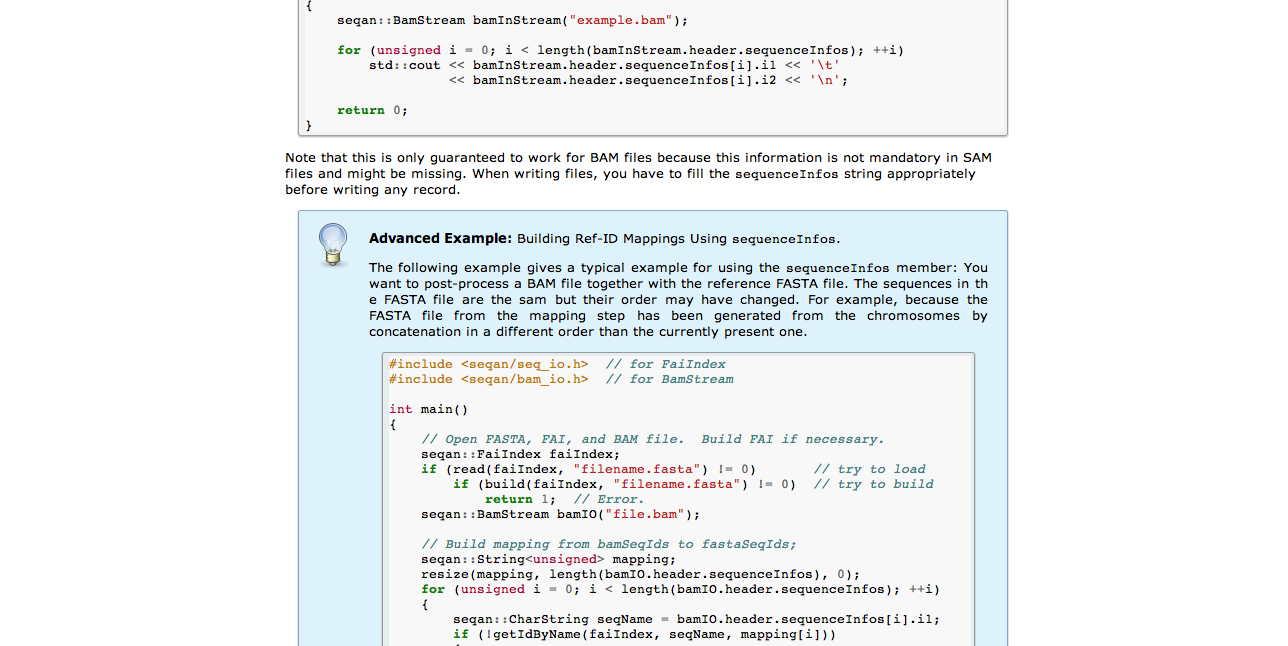 {
    seqan::BamStream bamInStream("example.bam");
    for (unsigned i = 0; i < length(bamInStream.header.sequenceInfos); ++i)
        std::cout << bamInStream.header.sequenceInfos[i].i1 << '\t'
                  << bamInStream.header.sequenceInfos[i].i2 << '\n';
    return 0;
}
Note that this is only guaranteed to work for BAM files because this information is not mandatory in SAM
files and might be missing. When writing files, you have to fill the sequenceInfos string appropriately
before writing any record.
Advanced Example: Building Ref-ID Mappings Using sequenceInfos.
The following example gives a typical example for using the sequenceInfos member: You
want to post-process a BAM file together with the reference FASTA file. The sequences in th
e FASTA file are the sam but their order may have changed. For example, because the
FASTA file from the mapping step has been generated from the chromosomes by
concatenation in a different order than the currently present one.
#include <seqan/seq_io.h>  // for FaiIndex
#include <seqan/bam_io.h>  // for BamStream
int main()
{
    // Open FASTA, FAI, and BAM file.  Build FAI if necessary.
    seqan::FaiIndex faiIndex;
    if (read(faiIndex, "filename.fasta") != 0)       // try to load
        if (build(faiIndex, "filename.fasta") != 0)  // try to build
            return 1;  // Error.
    seqan::BamStream bamIO("file.bam");
    // Build mapping from bamSeqIds to fastaSeqIds;
    seqan::String<unsigned> mapping;
    resize(mapping, length(bamIO.header.sequenceInfos), 0);
    for (unsigned i = 0; i < length(bamIO.header.sequenceInfos); ++i)
    {
        seqan::CharString seqName = bamIO.header.sequenceInfos[i].i1;
        if (!getIdByName(faiIndex, seqName, mapping[i]))